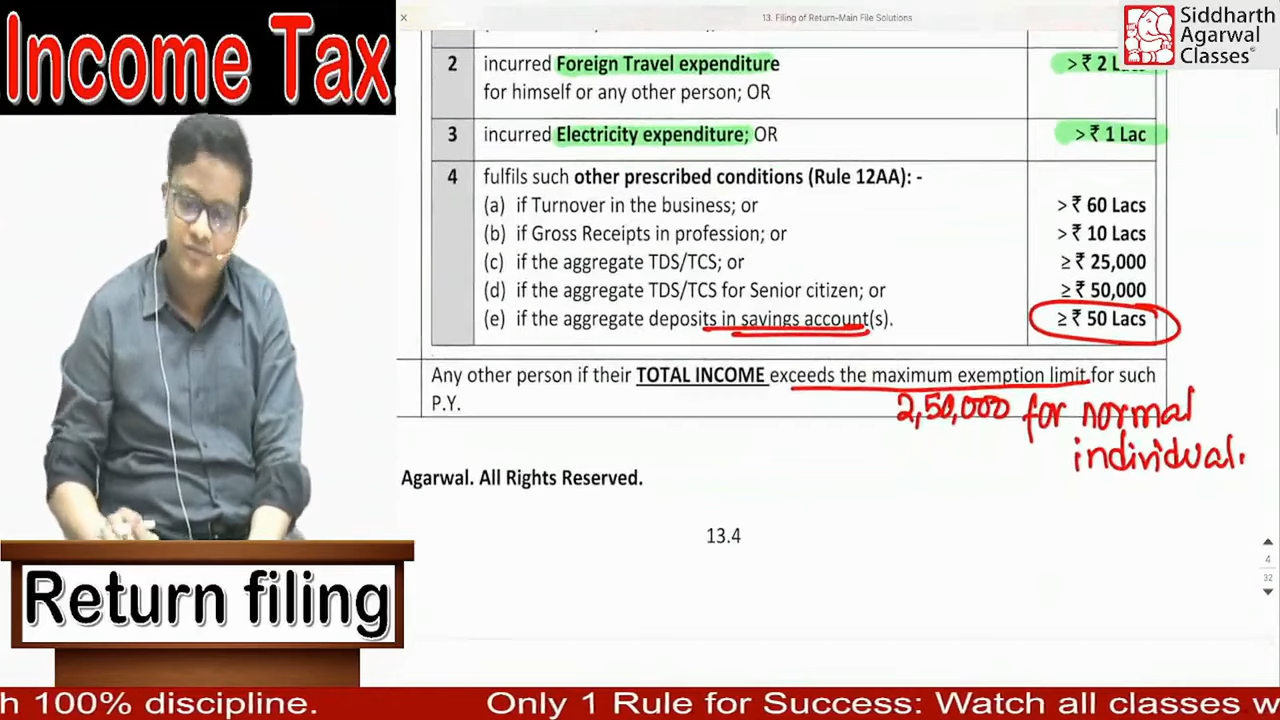 Income Tax.
13. Filing of Return-Main File Solutions
Siddharth
Agarwal
Classes®
2 incurred Foreign Travel expenditure > ₹ 2 Lacs
for himself or any other person; OR
3 incurred Electricity expenditure; OR > ₹ 1 Lac
4 fulfils such other prescribed conditions (Rule 12AA): -
(a) if Turnover in the business; or > ₹ 60 Lacs
(b) if Gross Receipts in profession; or > ₹ 10 Lacs
(c) if the aggregate TDS/TCS; or ≥ ₹ 25,000
(d) if the aggregate TDS/TCS for Senior citizen; or ≥ ₹ 50,000
(e) if the aggregate deposits in savings account(s). ≥ ₹ 50 Lacs
Any other person if their TOTAL INCOME exceeds the maximum exemption limit for such
P.Y.
2,50,000 for normal
individual.
Agarwal. All Rights Reserved.
13.4
4
32
Return filing
h 100% discipline. Only 1 Rule for Success: Watch all classes w